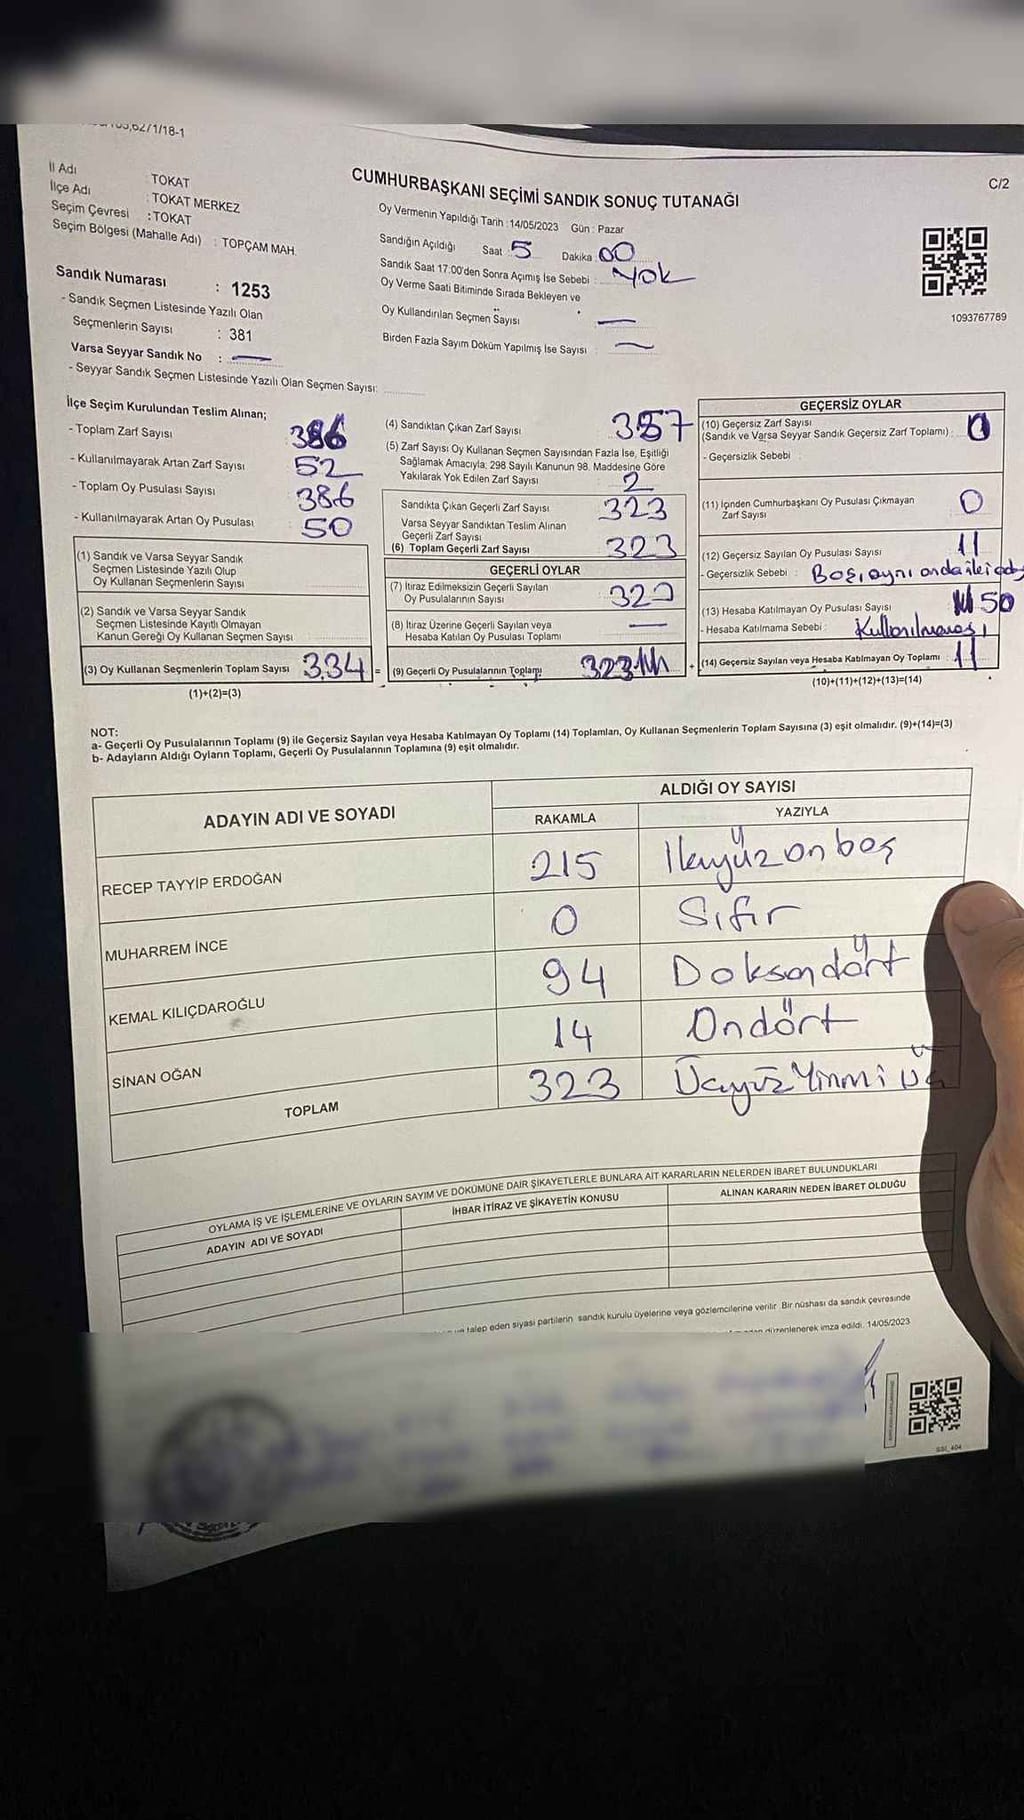 İl Adı : TOKAT
İlçe Adı : TOKAT MERKEZ
Seçim Çevresi : TOKAT
Seçim Bölgesi (Mahalle Adı) : TOPÇAM MAH.
Sandık Numarası : 1253
- Sandık Seçmen Listesinde Yazılı Olan
Seçmenlerin Sayısı : 381
Varsa Seyyar Sandık No : —
- Seyyar Sandık Seçmen Listesinde Yazılı Olan Seçmen Sayısı:
CUMHURBAŞKANI SEÇİMİ SANDIK SONUÇ TUTANAĞI
Oy Vermenin Yapıldığı Tarih : 14/05/2023 Gün : Pazar
Sandığın Açıldığı Saat 5 Dakika : 00
Sandık Saat 17:00'den Sonra Açımış İse Sebebi : Yok
Oy Verme Saati Bitiminde Sırada Bekleyen ve
Oy Kullandırılan Seçmen Sayısı —
Birden Fazla Sayım Döküm Yapılmış İse Sayısı —
C/2
1093767789
İlçe Seçim Kurulundan Teslim Alınan;
- Toplam Zarf Sayısı 386
- Kullanılmayarak Artan Zarf Sayısı 52
- Toplam Oy Pusulası Sayısı 386
- Kullanılmayarak Artan Oy Pusulası 50
(1) Sandık ve Varsa Seyyar Sandık
Seçmen Listesinde Yazılı Olup
Oy Kullanan Seçmenlerin Sayısı
(2) Sandık ve Varsa Seyyar Sandık
Seçmen Listesinde Kayıtlı Olmayan
Kanun Gereği Oy Kullanan Seçmen Sayısı
(3) Oy Kullanan Seçmenlerin Toplam Sayısı 334 =
(1)+(2)=(3)
(4) Sandıktan Çıkan Zarf Sayısı 357
(5) Zarf Sayısı Oy Kullanan Seçmen Sayısından Fazla İse, Eşitliği
Sağlamak Amacıyla; 298 Sayılı Kanunun 98. Maddesine Göre
Yakılarak Yok Edilen Zarf Sayısı 2
Sandıkta Çıkan Geçerli Zarf Sayısı 323
Varsa Seyyar Sandıktan Teslim Alınan
Geçerli Zarf Sayısı
(6) Toplam Geçerli Zarf Sayısı 323
GEÇERLİ OYLAR
(7) İtiraz Edilmeksizin Geçerli Sayılan
Oy Pusulalarının Sayısı 323
(8) İtiraz Üzerine Geçerli Sayılan veya
Hesaba Katılan Oy Pusulası Toplamı —
(9) Geçerli Oy Pusulalarının Toplamı 323 +
GEÇERSİZ OYLAR
(10) Geçersiz Zarf Sayısı
(Sandık ve Varsa Seyyar Sandık Geçersiz Zarf Toplamı) : 0
- Geçersizlik Sebebi :
(11) İçinden Cumhurbaşkanı Oy Pusulası Çıkmayan
Zarf Sayısı 0
(12) Geçersiz Sayılan Oy Pusulası Sayısı 11
- Geçersizlik Sebebi : Boş, aynı anda iki
(13) Hesaba Katılmayan Oy Pusulası Sayısı 50
- Hesaba Katılmama Sebebi : Kullanılmaması
(14) Geçersiz Sayılan veya Hesaba Katılmayan Oy Toplamı : 11
(10)+(11)+(12)+(13)=(14)
NOT:
a- Geçerli Oy Pusulalarının Toplamı (9) ile Geçersiz Sayılan veya Hesaba Katılmayan Oy Toplamı (14) Toplamları, Oy Kullanan Seçmenlerin Toplam Sayısına (3) eşit olmalıdır. (9)+(14)=(3)
b- Adayların Aldığı Oyların Toplamı, Geçerli Oy Pusulalarının Toplamına (9) eşit olmalıdır.
ADAYIN ADI VE SOYADI ALDIĞI OY SAYISI
RAKAMLA YAZIYLA
RECEP TAYYİP ERDOĞAN 215 İkiyüzonbeş
MUHARREM İNCE 0 Sıfır
KEMAL KILIÇDAROĞLU 94 Doksandört
SİNAN OĞAN 14 Ondört
TOPLAM 323 Üçyüz Yirmi üç
OYLAMA İŞ VE İŞLEMLERİNE VE OYLARIN SAYIM VE DÖKÜMÜNE DAİR ŞİKAYETLERLE BUNLARA AİT KARARLARIN NELERDEN İBARET BULUNDUKLARI
ADAYIN ADI VE SOYADI İHBAR İTİRAZ VE ŞİKAYETİN KONUSU ALINAN KARARIN NEDEN İBARET OLDUĞU
talep eden siyasi partilerin sandık kurulu üyelerine veya gözlemcilerine verilir. Bir nüshası da sandık çevresinde
düzenlenerek imza edildi. 14/05/2023